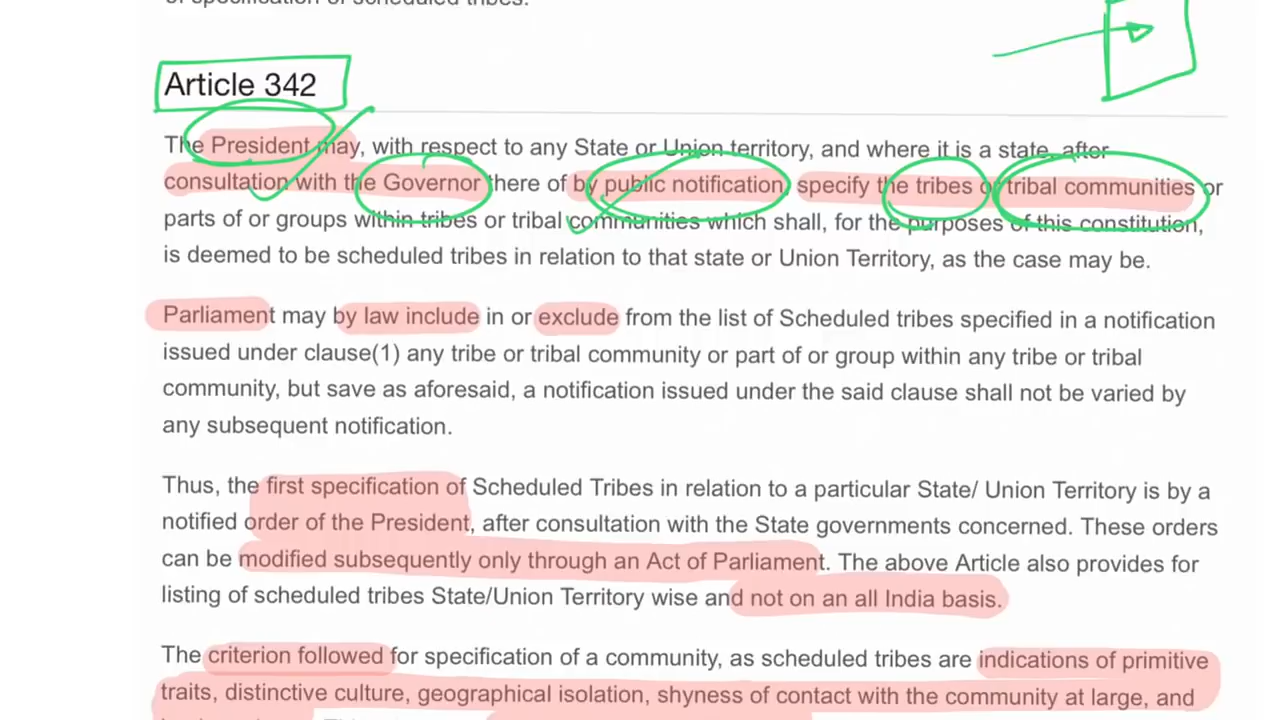 of specification of scheduled tribes.
Article 342
The President may, with respect to any State or Union territory, and where it is a state, after
consultation with the Governor there of by public notification, specify the tribes or tribal communities or
parts of or groups within tribes or tribal communities which shall, for the purposes of this constitution,
is deemed to be scheduled tribes in relation to that state or Union Territory, as the case may be.
Parliament may by law include in or exclude from the list of Scheduled tribes specified in a notification
issued under clause(1) any tribe or tribal community or part of or group within any tribe or tribal
community, but save as aforesaid, a notification issued under the said clause shall not be varied by
any subsequent notification.
Thus, the first specification of Scheduled Tribes in relation to a particular State/ Union Territory is by a
notified order of the President, after consultation with the State governments concerned. These orders
can be modified subsequently only through an Act of Parliament. The above Article also provides for
listing of scheduled tribes State/Union Territory wise and not on an all India basis.
The criterion followed for specification of a community, as scheduled tribes are indications of primitive
traits, distinctive culture, geographical isolation, shyness of contact with the community at large, and